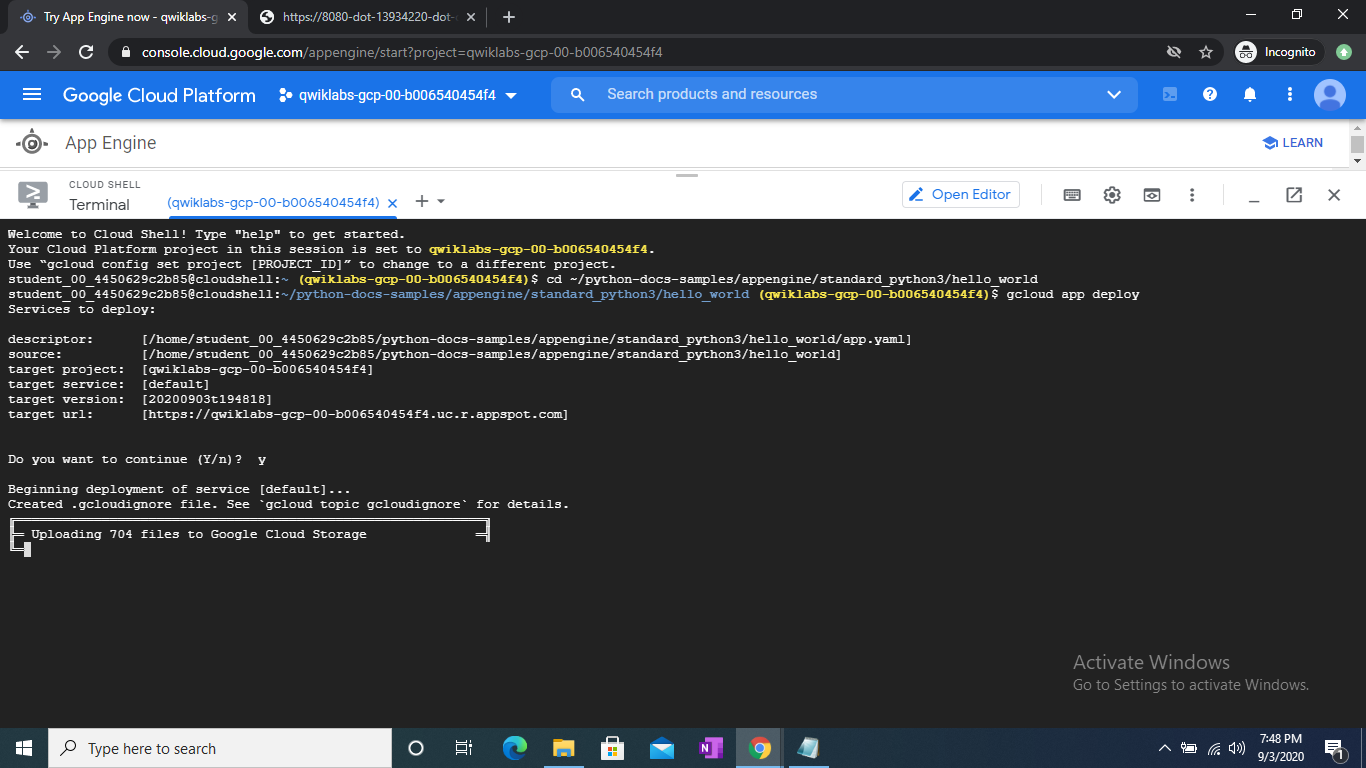 Try App Engine now - qwiklabs-g
https://8080-dot-13934220-dot-
console.cloud.google.com/appengine/start?project=qwiklabs-gcp-00-b006540454f4
Incognito
Google Cloud Platform
qwiklabs-gcp-00-b006540454f4
Search products and resources
App Engine
LEARN
CLOUD SHELL
Terminal
(qwiklabs-gcp-00-b006540454f4)
Open Editor
Welcome to Cloud Shell! Type "help" to get started.
Your Cloud Platform project in this session is set to qwiklabs-gcp-00-b006540454f4.
Use “gcloud config set project [PROJECT_ID]” to change to a different project.
student_00_4450629c2b85@cloudshell:~ (qwiklabs-gcp-00-b006540454f4)$ cd ~/python-docs-samples/appengine/standard_python3/hello_world
student_00_4450629c2b85@cloudshell:~/python-docs-samples/appengine/standard_python3/hello_world (qwiklabs-gcp-00-b006540454f4)$ gcloud app deploy
Services to deploy:
descriptor: [/home/student_00_4450629c2b85/python-docs-samples/appengine/standard_python3/hello_world/app.yaml]
source: [/home/student_00_4450629c2b85/python-docs-samples/appengine/standard_python3/hello_world]
target project: [qwiklabs-gcp-00-b006540454f4]
target service: [default]
target version: [20200903t194818]
target url: [https://qwiklabs-gcp-00-b006540454f4.uc.r.appspot.com]
Do you want to continue (Y/n)? y
Beginning deployment of service [default]...
Created .gcloudignore file. See `gcloud topic gcloudignore` for details.
Uploading 704 files to Google Cloud Storage
Activate Windows
Go to Settings to activate Windows.
Type here to search
7:48 PM
9/3/2020
1